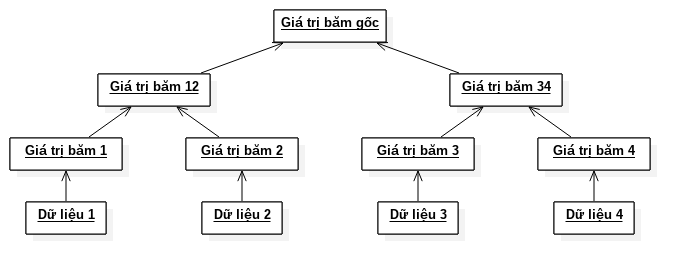 Giá trị băm gốc
Giá trị băm 12
Giá trị băm 34
Giá trị băm 1
Giá trị băm 2
Giá trị băm 3
Giá trị băm 4
Dữ liệu 1
Dữ liệu 2
Dữ liệu 3
Dữ liệu 4